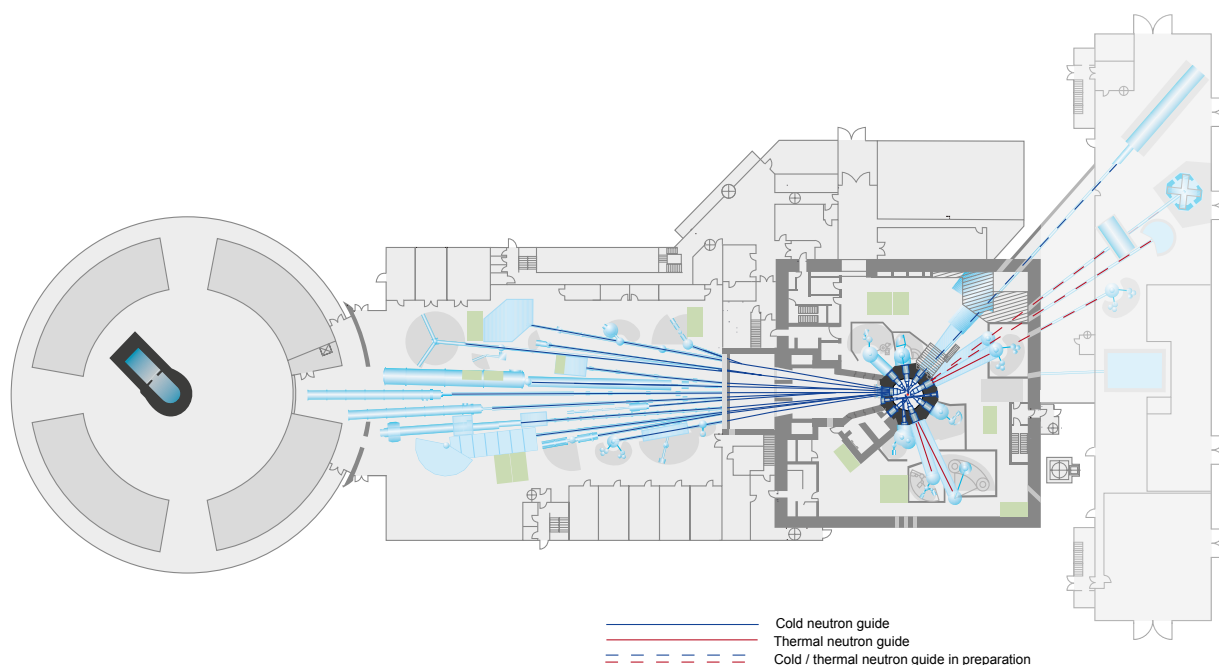 Cold neutron guide
Thermal neutron guide
Cold / thermal neutron guide in preparation